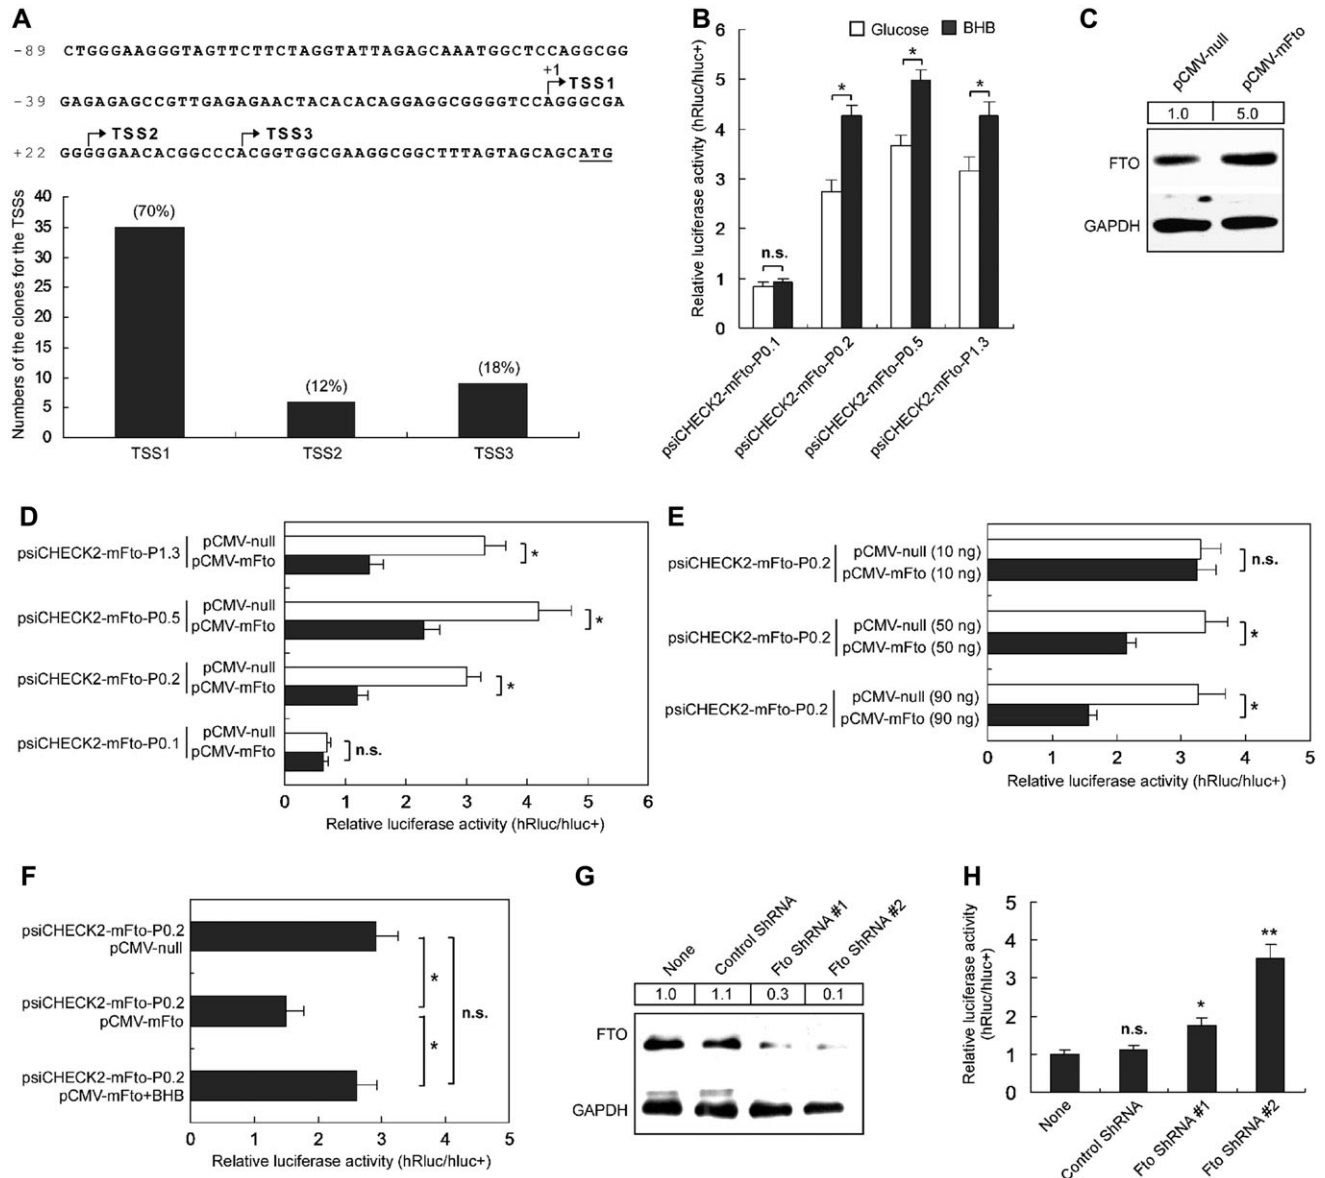 A
-89 CTGGGAAGGGTAGTTCTTCTAGGTATTAGAGCAAATGGCTCCAGGCGG
+1
TSS1
-39 GAGAGAGCCGTTGAGAGAACTACACACAGGAGGCGGGGTCCAGGGCGA
TSS2 TSS3
+22 GGGGGAACACGGCCCACGGTGGCGAAGGCGGCTTTAGTAGCAGCATG
Numbers of the clones for the TSSs
40
35
30
25
20
15
10
5
0
(70%)
(12%)
(18%)
TSS1 TSS2 TSS3
B
Glucose BHB
Relative luciferase activity (hRluc/hluc+)
6
5
4
3
2
1
0
n.s.
*
*
*
psiCHECK2-mFto-P0.1
psiCHECK2-mFto-P0.2
psiCHECK2-mFto-P0.5
psiCHECK2-mFto-P1.3
C
pCMV-null
pCMV-mFto
1.0 5.0
FTO
GAPDH
D
psiCHECK2-mFto-P1.3
pCMV-null
pCMV-mFto
*
psiCHECK2-mFto-P0.5
pCMV-null
pCMV-mFto
*
psiCHECK2-mFto-P0.2
pCMV-null
pCMV-mFto
*
psiCHECK2-mFto-P0.1
pCMV-null
pCMV-mFto
n.s.
0 1 2 3 4 5 6
Relative luciferase activity (hRluc/hluc+)
E
psiCHECK2-mFto-P0.2
pCMV-null (10 ng)
pCMV-mFto (10 ng)
n.s.
psiCHECK2-mFto-P0.2
pCMV-null (50 ng)
pCMV-mFto (50 ng)
*
psiCHECK2-mFto-P0.2
pCMV-null (90 ng)
pCMV-mFto (90 ng)
*
0 1 2 3 4 5
Relative luciferase activity (hRluc/hluc+)
F
psiCHECK2-mFto-P0.2
pCMV-null
psiCHECK2-mFto-P0.2
pCMV-mFto
psiCHECK2-mFto-P0.2
pCMV-mFto+BHB
*
*
n.s.
0 1 2 3 4 5
Relative luciferase activity (hRluc/hluc+)
G
None
Control ShRNA
Fto ShRNA #1
Fto ShRNA #2
1.0 1.1 0.3 0.1
FTO
GAPDH
H
Relative luciferase activity
(hRluc/hluc+)
5
4
3
2
1
0
n.s.
*
**
None
Control ShRNA
Fto ShRNA #1
Fto ShRNA #2